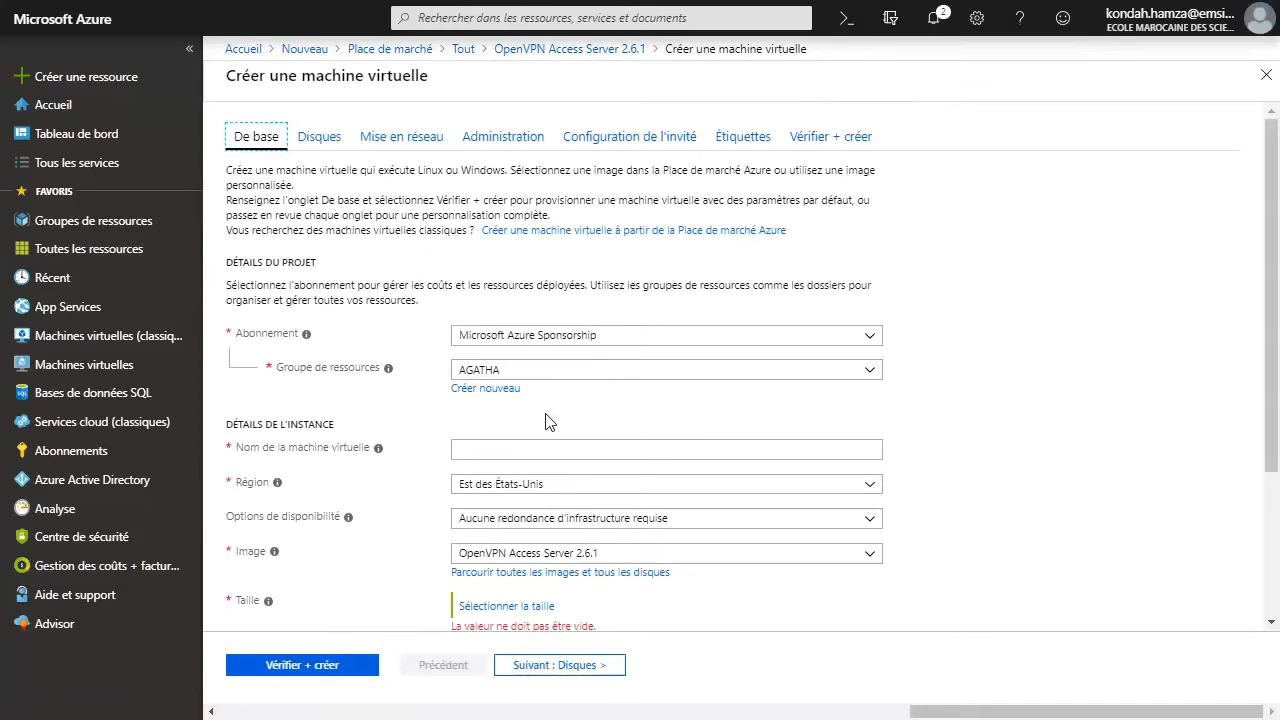 Microsoft Azure
Rechercher dans les ressources, services et documents
2
kondah.hamza@emsi...
ECOLE MAROCAINE DES SCIE...
«
Accueil > Nouveau > Place de marché > Tout > OpenVPN Access Server 2.6.1 > Créer une machine virtuelle
Créer une machine virtuelle
Créer une ressource
Accueil
Tableau de bord
Tous les services
FAVORIS
Groupes de ressources
Toutes les ressources
Récent
App Services
Machines virtuelles (classiq...
Machines virtuelles
Bases de données SQL
Services cloud (classiques)
Abonnements
Azure Active Directory
Analyse
Centre de sécurité
Gestion des coûts + factur...
Aide et support
Advisor
De base Disques Mise en réseau Administration Configuration de l'invité Étiquettes Vérifier + créer
Créez une machine virtuelle qui exécute Linux ou Windows. Sélectionnez une image dans la Place de marché Azure ou utilisez une image
personnalisée.
Renseignez l'onglet De base et sélectionnez Vérifier + créer pour provisionner une machine virtuelle avec des paramètres par défaut, ou
passez en revue chaque onglet pour une personnalisation complète.
Vous recherchez des machines virtuelles classiques ? Créer une machine virtuelle à partir de la Place de marché Azure
DÉTAILS DU PROJET
Sélectionnez l'abonnement pour gérer les coûts et les ressources déployées. Utilisez les groupes de ressources comme les dossiers pour
organiser et gérer toutes vos ressources.
* Abonnement Microsoft Azure Sponsorship
* Groupe de ressources AGATHA
Créer nouveau
DÉTAILS DE L'INSTANCE
* Nom de la machine virtuelle
* Région Est des États-Unis
Options de disponibilité Aucune redondance d'infrastructure requise
* Image OpenVPN Access Server 2.6.1
Parcourir toutes les images et tous les disques
* Taille Sélectionner la taille
La valeur ne doit pas être vide.
Vérifier + créer Précédent Suivant : Disques >